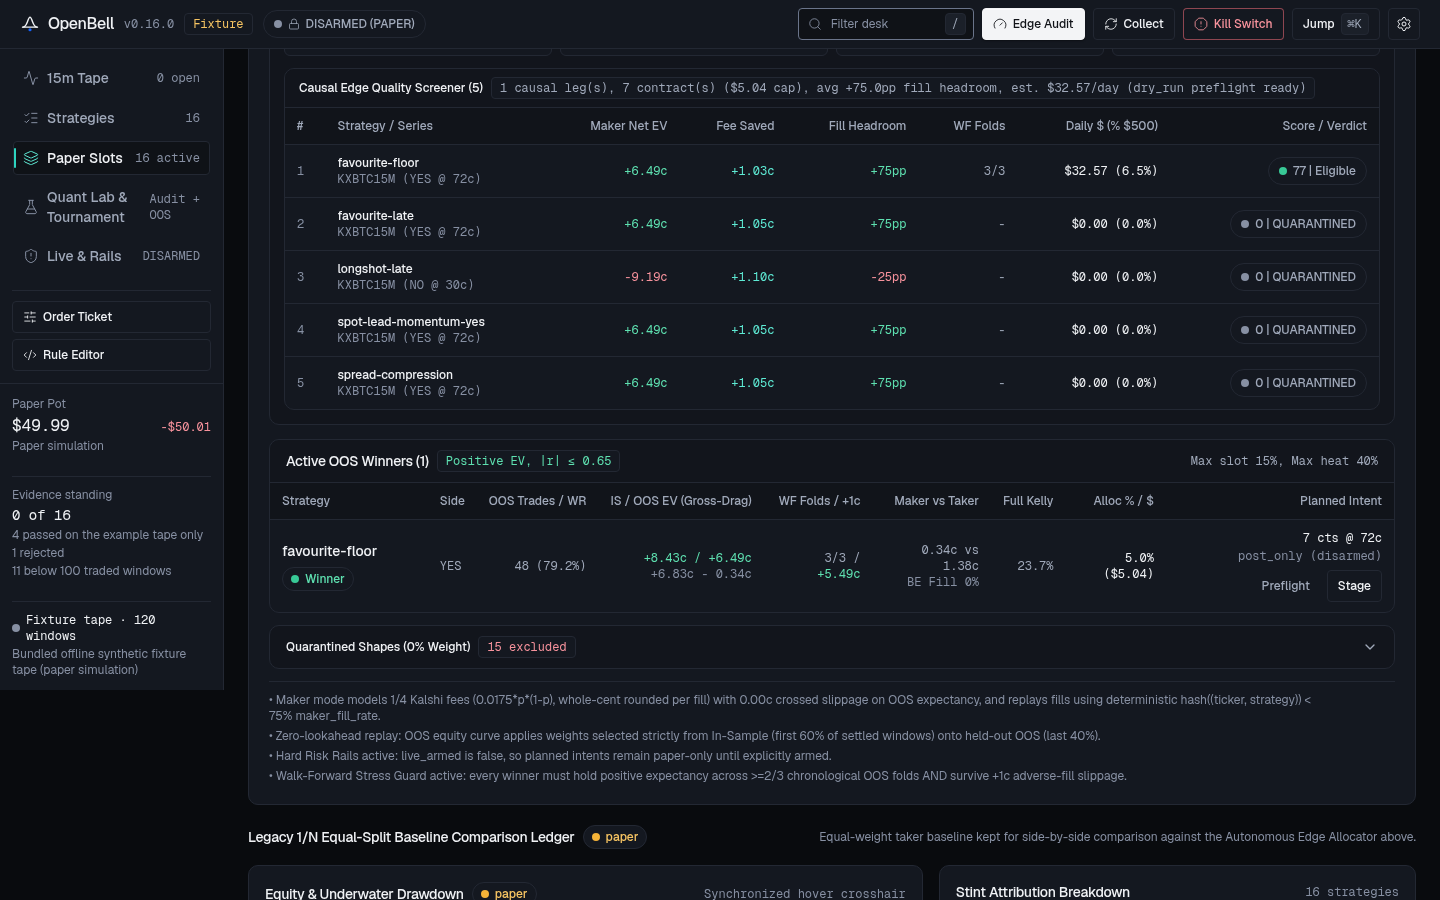 OpenBell v0.16.0 Fixture DISARMED (PAPER) Filter desk / Edge Audit Collect Kill Switch Jump ⌘K
15m Tape 0 open
Strategies 16
Paper Slots 16 active
Quant Lab & Tournament Audit + OOS
Live & Rails DISARMED
Order Ticket
Rule Editor
Paper Pot
$49.99 -$50.01
Paper simulation
Evidence standing
0 of 16
4 passed on the example tape only
1 rejected
11 below 100 traded windows
Fixture tape · 120
windows
Bundled offline synthetic fixture
tape (paper simulation)
Causal Edge Quality Screener (5) 1 causal leg(s), 7 contract(s) ($5.04 cap), avg +75.0pp fill headroom, est. $32.57/day (dry_run preflight ready)
# Strategy / Series Maker Net EV Fee Saved Fill Headroom WF Folds Daily $ (% $500) Score / Verdict
1 favourite-floor +6.49c +1.03c +75pp 3/3 $32.57 (6.5%) 77 | Eligible
KXBTC15M (YES @ 72c)
2 favourite-late +6.49c +1.05c +75pp - $0.00 (0.0%) 0 | QUARANTINED
KXBTC15M (YES @ 72c)
3 longshot-late -9.19c +1.10c -25pp - $0.00 (0.0%) 0 | QUARANTINED
KXBTC15M (NO @ 30c)
4 spot-lead-momentum-yes +6.49c +1.05c +75pp - $0.00 (0.0%) 0 | QUARANTINED
KXBTC15M (YES @ 72c)
5 spread-compression +6.49c +1.05c +75pp - $0.00 (0.0%) 0 | QUARANTINED
KXBTC15M (YES @ 72c)
Active OOS Winners (1) Positive EV, |r| ≤ 0.65 Max slot 15%, Max heat 40%
Strategy Side OOS Trades / WR IS / OOS EV (Gross-Drag) WF Folds / +1c Maker vs Taker Full Kelly Alloc % / $ Planned Intent
favourite-floor
Winner
YES
48 (79.2%)
+8.43c / +6.49c
+6.83c - 0.34c
3/3 /
+5.49c
0.34c vs
1.38c
BE Fill 0%
23.7%
5.0%
($5.04)
7 cts @ 72c
post_only (disarmed)
Preflight Stage
Quarantined Shapes (0% Weight) 15 excluded
• Maker mode models 1/4 Kalshi fees (0.0175*p*(1-p), whole-cent rounded per fill) with 0.00c crossed slippage on OOS expectancy, and replays fills using deterministic hash((ticker, strategy)) <
75% maker_fill_rate.
• Zero-lookahead replay: OOS equity curve applies weights selected strictly from In-Sample (first 60% of settled windows) onto held-out OOS (last 40%).
• Hard Risk Rails active: live_armed is false, so planned intents remain paper-only until explicitly armed.
• Walk-Forward Stress Guard active: every winner must hold positive expectancy across >=2/3 chronological OOS folds AND survive +1c adverse-fill slippage.
Legacy 1/N Equal-Split Baseline Comparison Ledger paper Equal-weight taker baseline kept for side-by-side comparison against the Autonomous Edge Allocator above.
Equity & Underwater Drawdown paper Synchronized hover crosshair
Stint Attribution Breakdown 16 strategies